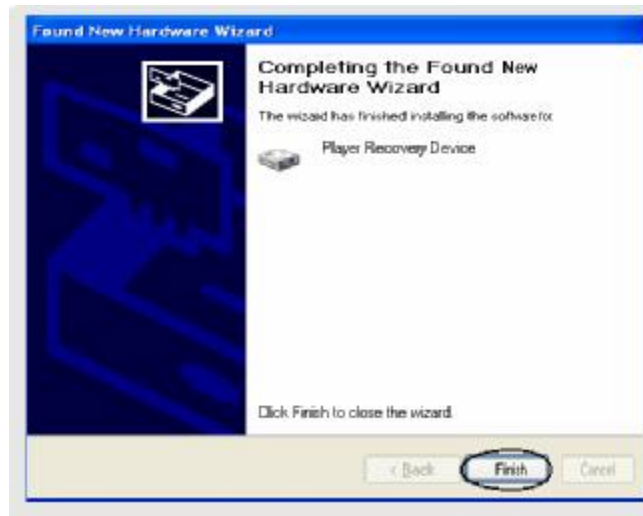 Found New Hardware Wizard
Completing the Found New
Hardware Wizard
The wizard has finished installing the software for:
Player Recovery Device
Click Finish to close the wizard.
< Back
Finish
Cancel